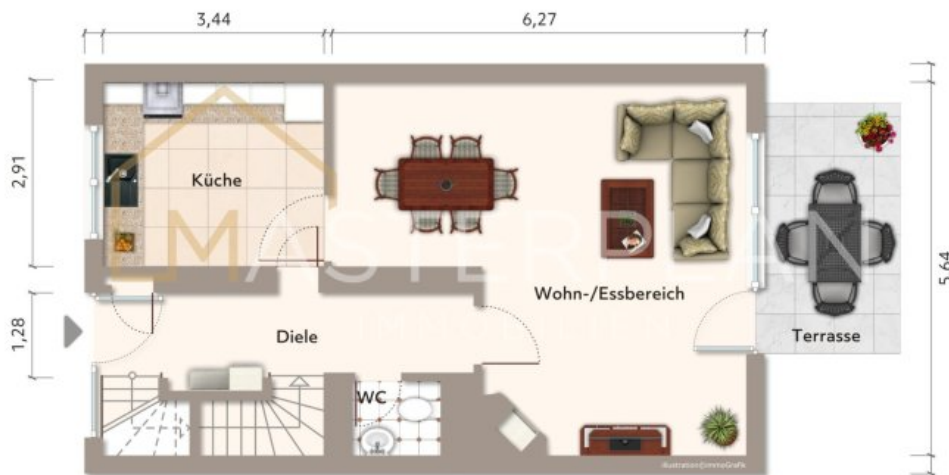 3,44
6,27
2,91
1,28
5,64
Küche
MASTERPLAN
Wohn-/Essbereich
Diele
Terrasse
WC